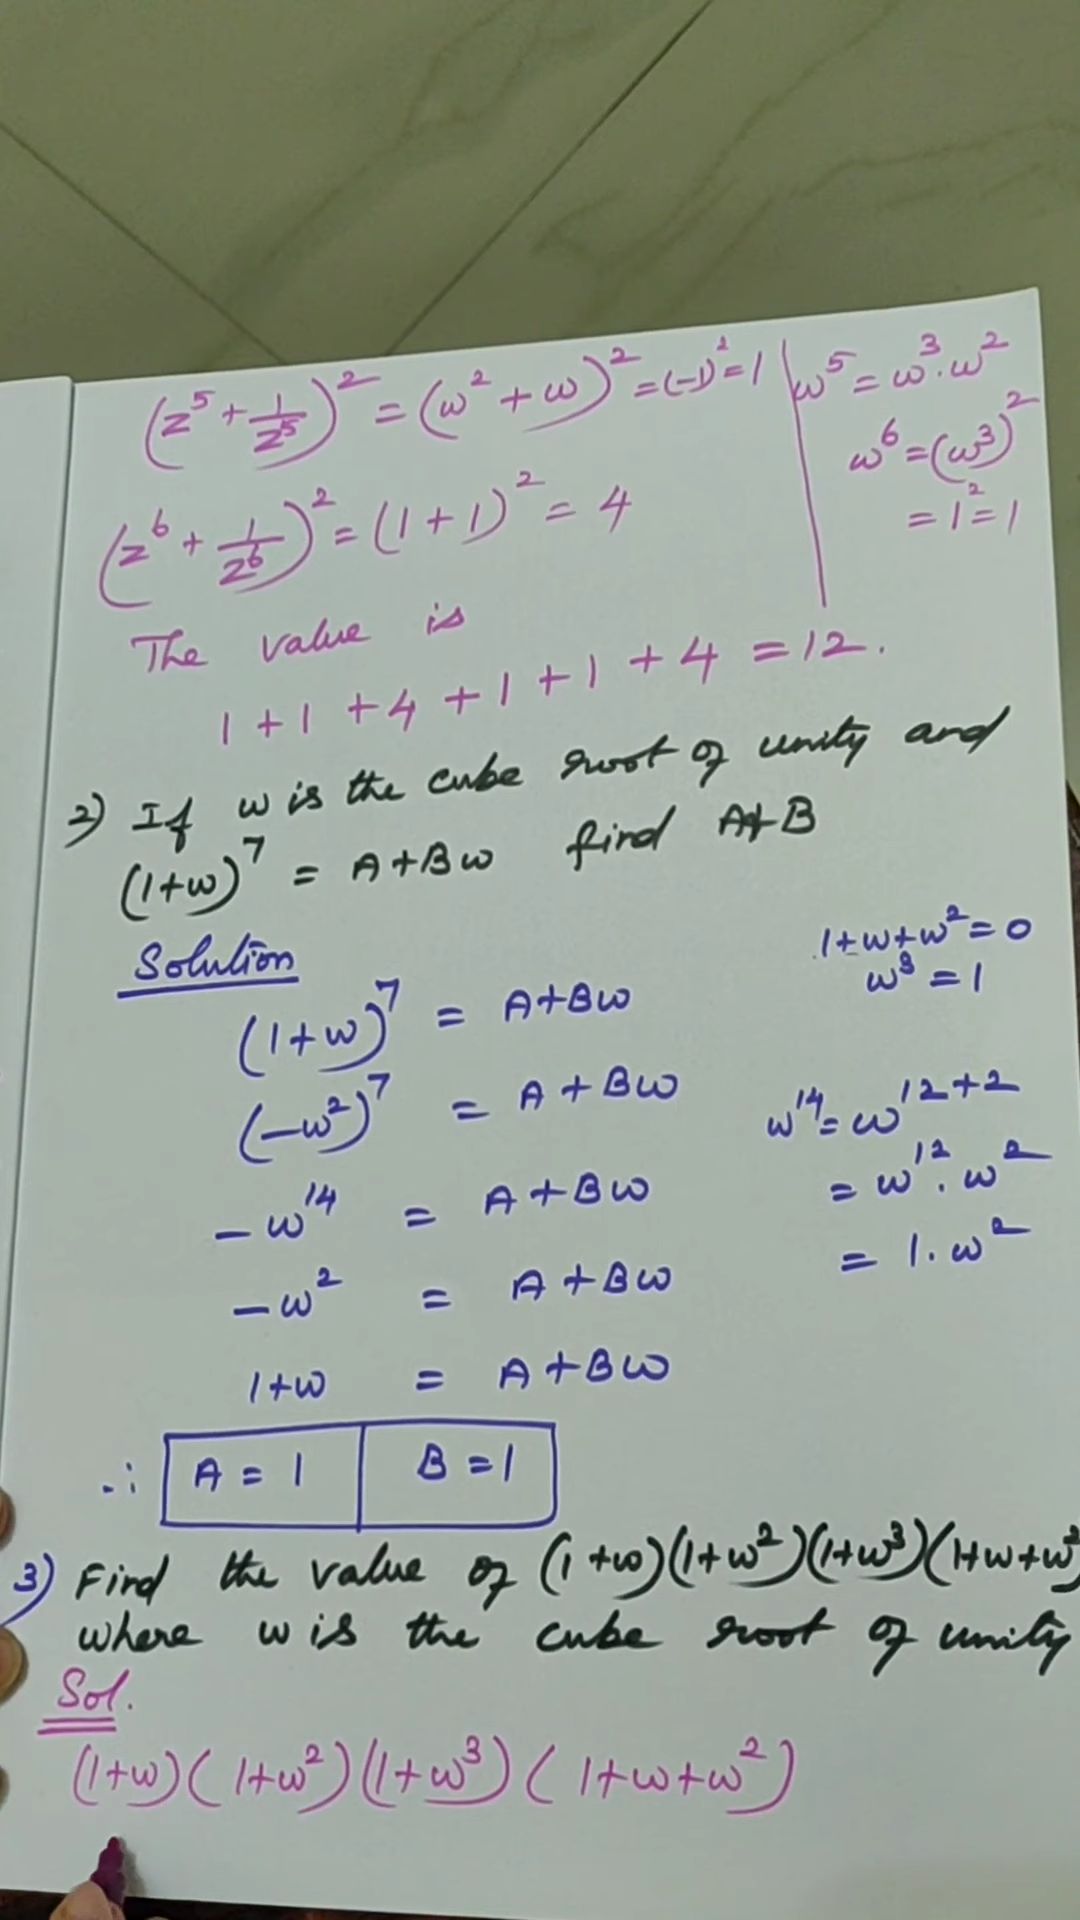 (z⁵ + 1/z⁵)² = (ω² + ω)² = (-1)² = 1
ω⁵ = ω³·ω²
ω⁶ = (ω³)²
= 1² = 1
(z⁶ + 1/z⁶)² = (1+1)² = 4
The value is
1 + 1 + 4 + 1 + 1 + 4 = 12.
2) If ω is the cube root of unity and
(1+ω)⁷ = A+Bω find A+B
Solution
1+ω+ω² = 0
ω³ = 1
(1+ω)⁷ = A+Bω
(-ω²)⁷ = A+Bω
-ω¹⁴ = A+Bω
-ω² = A+Bω
1+ω = A+Bω
ω¹⁴ = ω¹²⁺²
= ω¹²·ω²
= 1·ω²
∴ A = 1 B = 1
3) Find the value of (1+ω)(1+ω²)(1+ω³)(1+ω+ω²
where ω is the cube root of unity
Sol.
(1+ω)(1+ω²)(1+ω³)(1+ω+ω²)